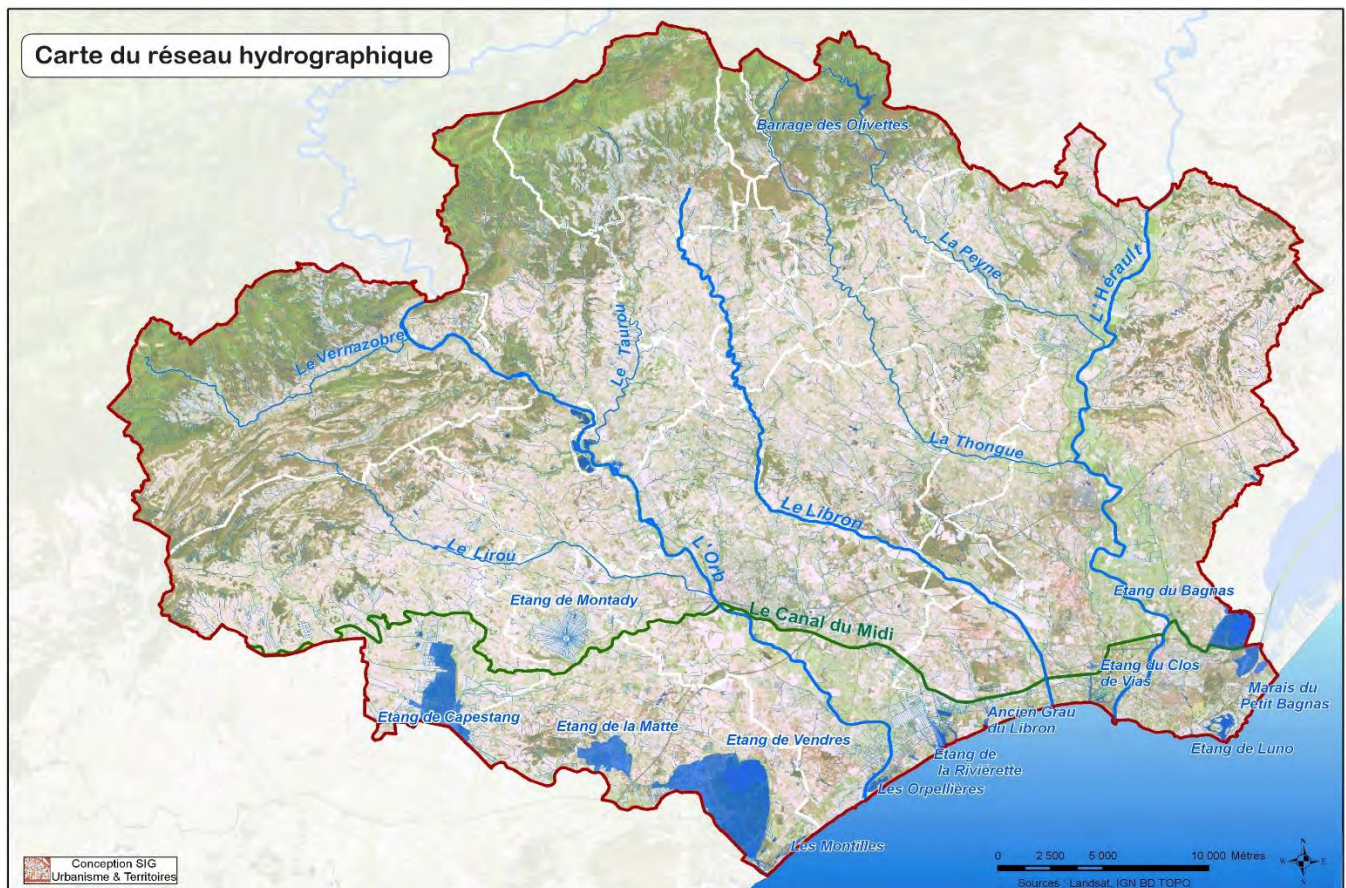 Carte du réseau hydrographique
Barrage des Olivettes
La Peyne
L'Hérault
Le Taurou
Le Vernazobre
La Thongue
Le Libron
L'Orb
Le Lirou
Etang de Montady
Le Canal du Midi
Etang du Bagnas
Etang du Clos
de Vias
Marais du
Petit Bagnas
Etang de Capestang
Etang de la Matte
Etang de Vendres
Ancien Grau
du Libron
Etang de Luno
Etang de
la Riviérette
Les Orpellières
Les Montilles
Conception SIG
Urbanisme & Territoires
0 2 500 5 000 10 000 Mètres
Sources : Landsat, IGN BD TOPO
N
W E
S